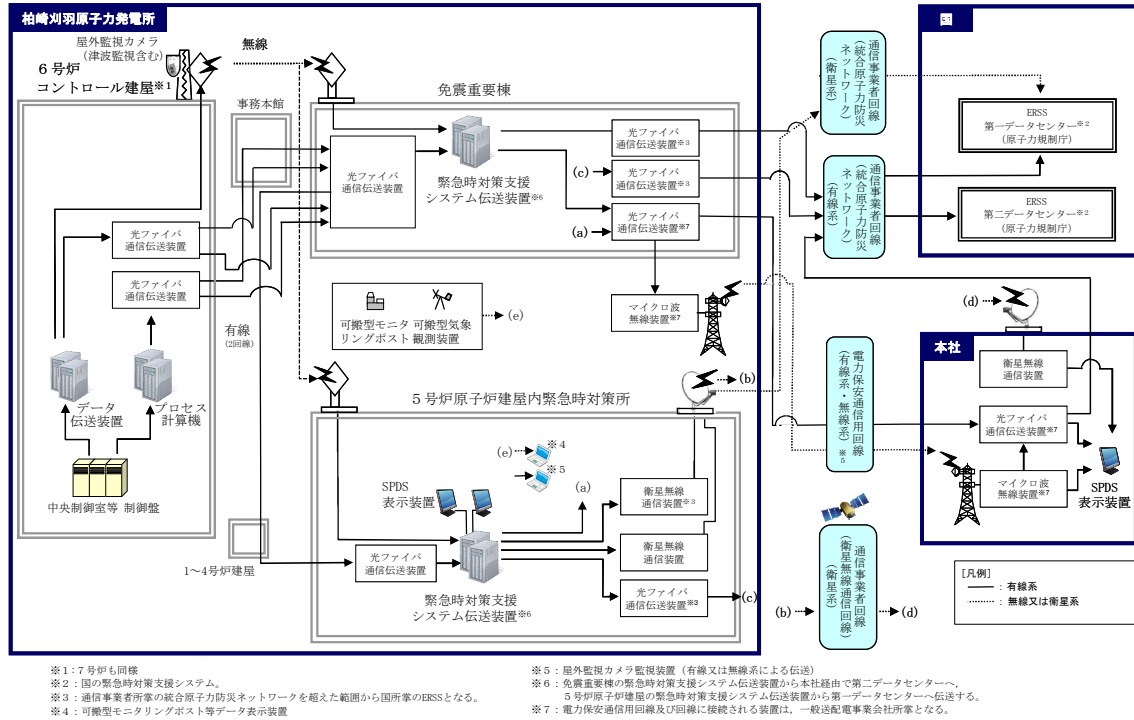 柏崎刈羽原子力発電所
屋外監視カメラ
(津波監視含む)
無線
6号炉
コントロール建屋※1
事務本館
免震重要棟
光ファイバ
通信伝送装置
緊急時対策支援
システム伝送装置※6
光ファイバ
通信伝送装置※3
(c)
光ファイバ
通信伝送装置※3
(a)
光ファイバ
通信伝送装置※7
光ファイバ
通信伝送装置
光ファイバ
通信伝送装置
有線
(2回線)
可搬型モニタ
リングポスト
可搬型気象
観測装置
(e)
マイクロ波
無線装置※7
データ
伝送装置
プロセス
計算機
中央制御室等 制御盤
5号炉原子炉建屋内緊急時対策所
(b)
(e)
※4
※5
SPDS
表示装置
(a)
衛星無線
通信装置※3
衛星無線
通信装置
光ファイバ
通信伝送装置※3
(c)
1~4号炉建屋
光ファイバ
通信伝送装置
緊急時対策支援
システム伝送装置※6
通信事業者回線
(統合原子力防災
ネットワーク)
(衛星系)
通信事業者回線
(統合原子力防災
ネットワーク)
(有線系)
電力保安通信用回線
(有線系・無線系)※5
(b)
通信事業者回線
(衛星無線通信回線)
(衛星系)
(d)
国
ERSS
第一データセンター※2
(原子力規制庁)
ERSS
第二データセンター※2
(原子力規制庁)
(d)
本社
衛星無線
通信装置
光ファイバ
通信伝送装置※7
マイクロ波
無線装置※7
SPDS
表示装置
[凡例]
:有線系
:無線又は衛星系
※1:7号炉も同様
※2:国の緊急時対策支援システム。
※3:通信事業者所掌の統合原子力防災ネットワークを超えた範囲から国所掌のERSSとなる。
※4:可搬型モニタリングポスト等データ表示装置
※5:屋外監視カメラ監視装置(有線又は無線系による伝送)
※6:免震重要棟の緊急時対策支援システム伝送装置から本社経由で第二データセンターへ,
5号炉原子炉建屋の緊急時対策支援システム伝送装置から第一データセンターへ伝送する。
※7:電力保安通信用回線及び回線に接続される装置は,一般送配電事業会社所掌となる。